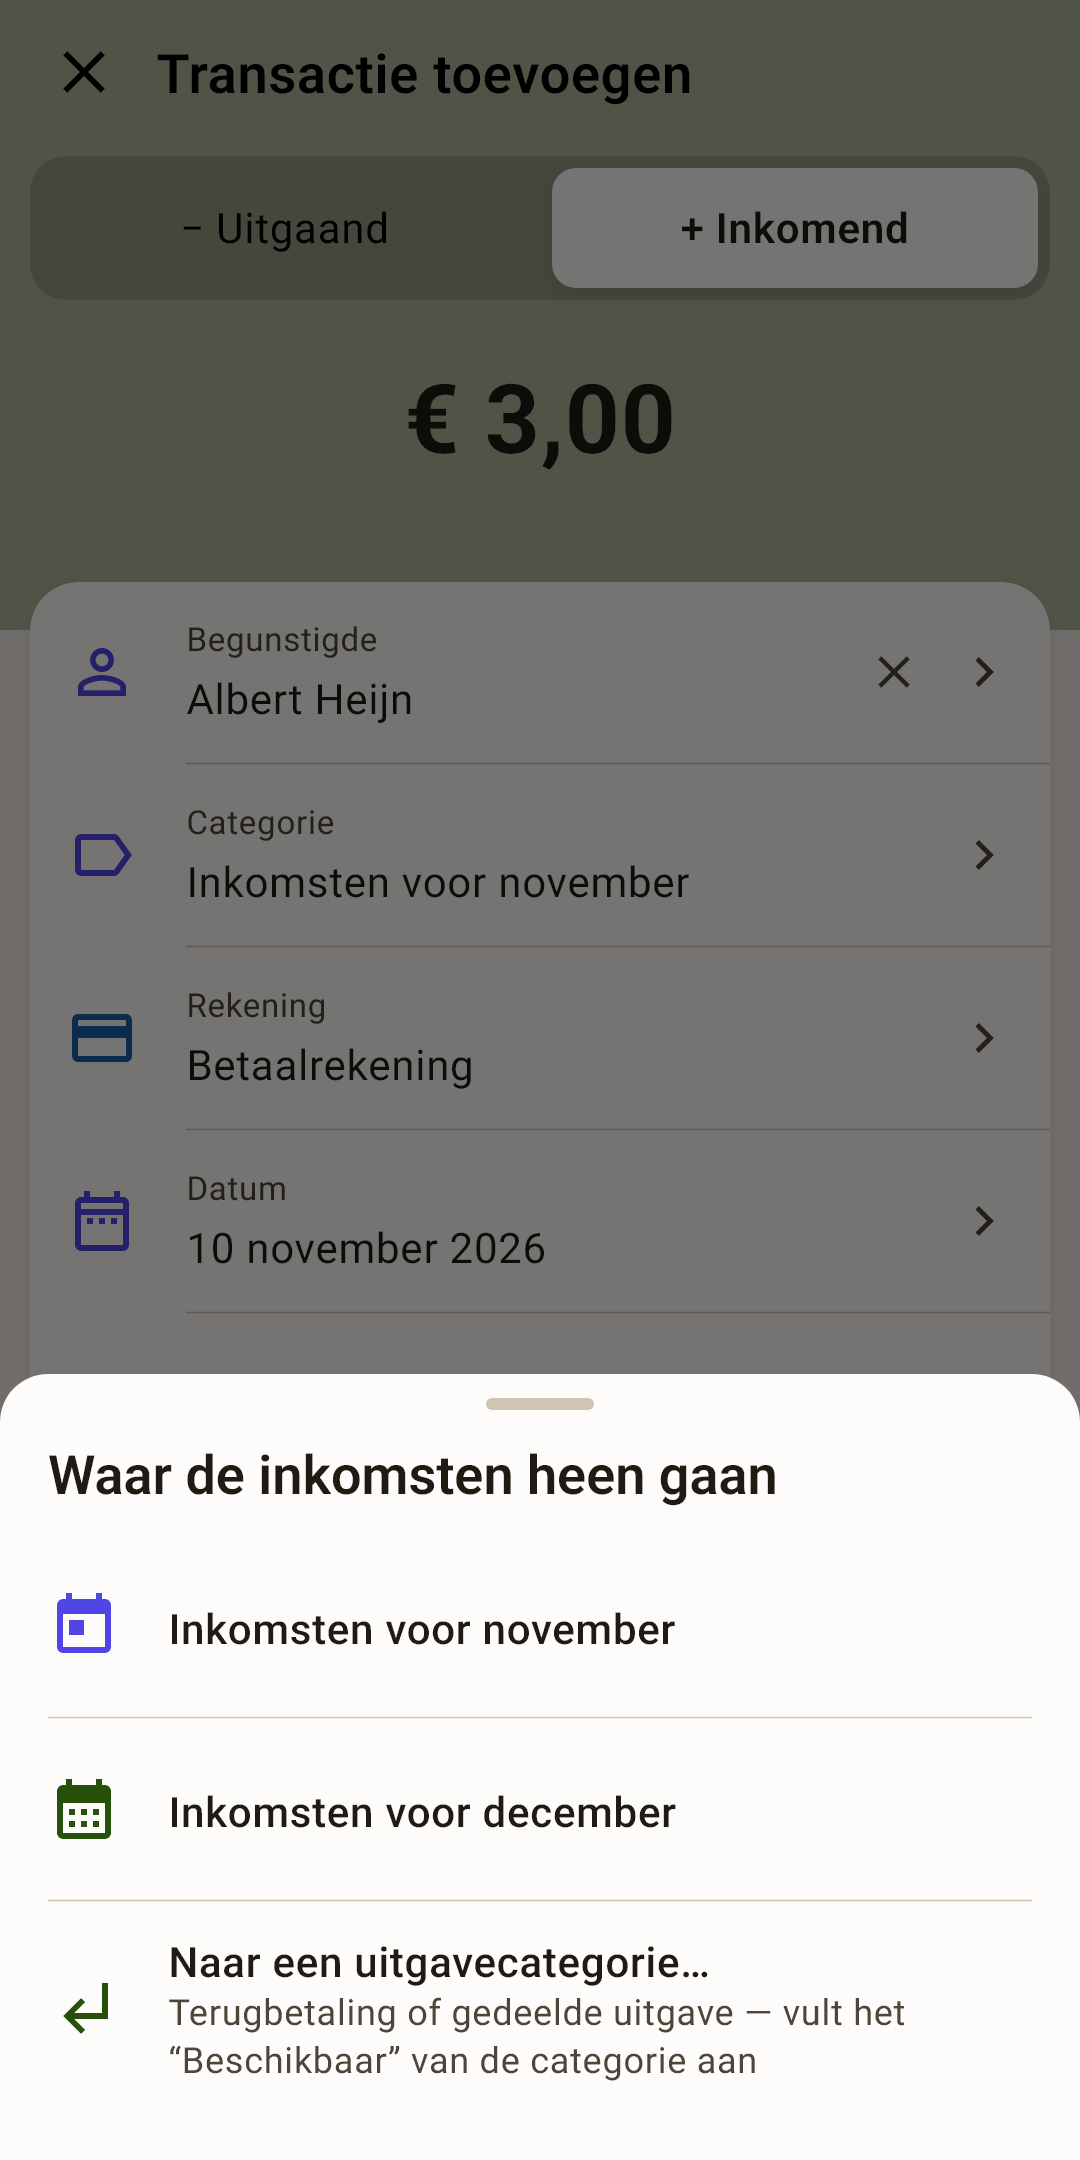 Transactie toevoegen
− Uitgaand
+ Inkomend
€ 3,00
Begunstigde
Albert Heijn
Categorie
Inkomsten voor november
Rekening
Betaalrekening
Datum
10 november 2026
Waar de inkomsten heen gaan
Inkomsten voor november
Inkomsten voor december
Naar een uitgavecategorie…
Terugbetaling of gedeelde uitgave — vult het
“Beschikbaar” van de categorie aan